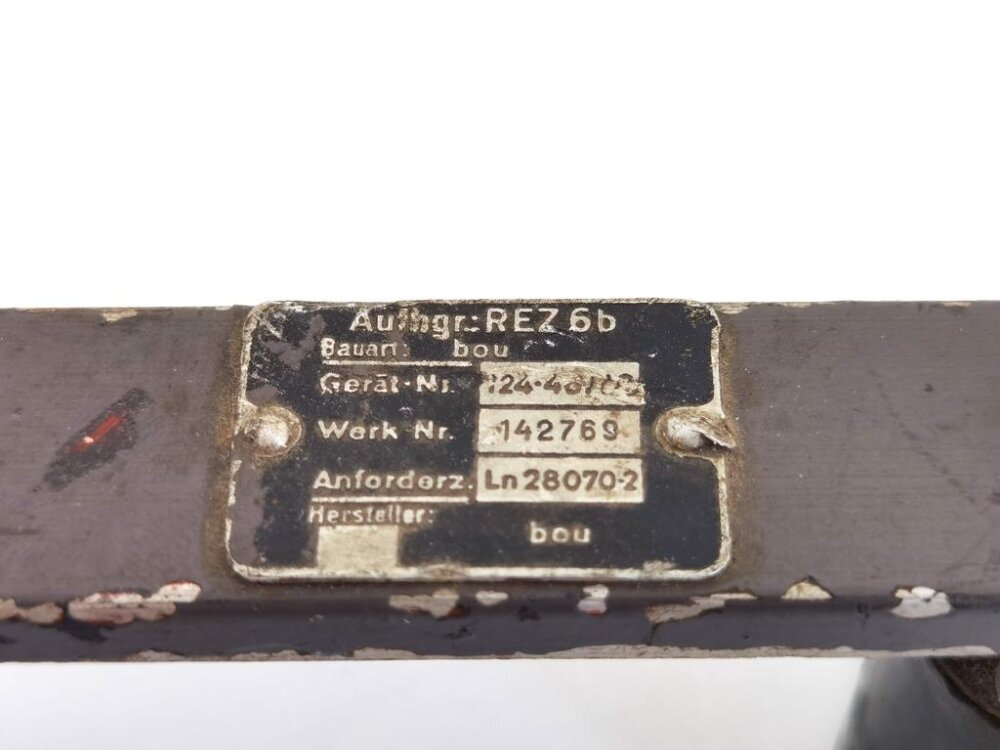 Aufhgr.: REZ 6b
Bauart: bou
Gerät-Nr.
Werk Nr. 142769
Anforderz. Ln 28070-2
Hersteller:
bou